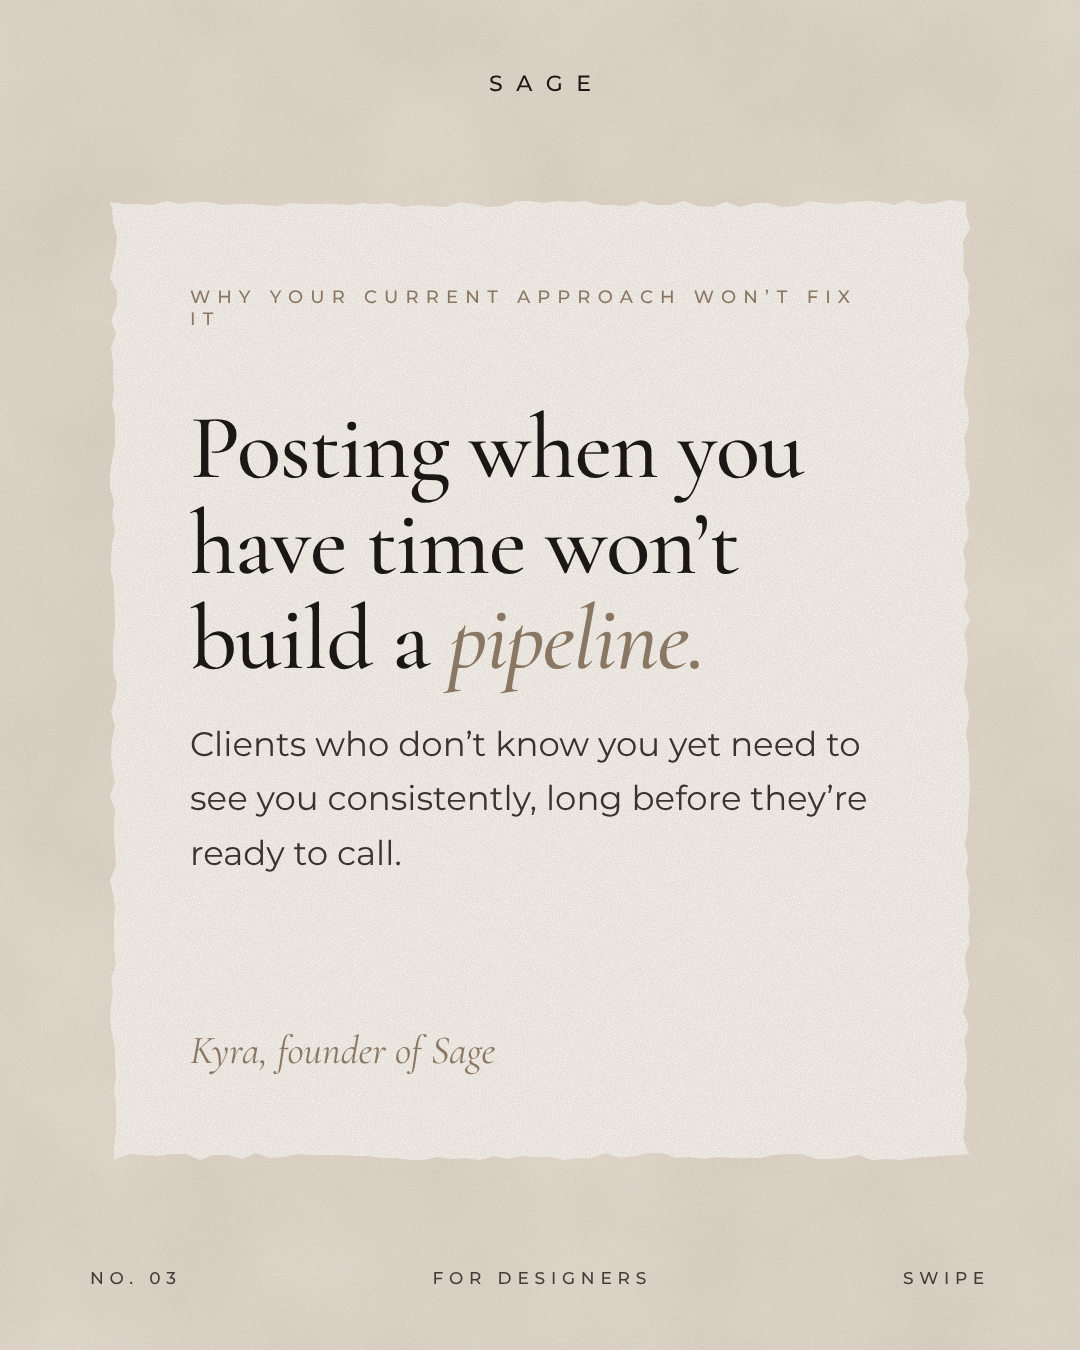 SAGE
WHY YOUR CURRENT APPROACH WON’T FIX
IT
Posting when you
have time won’t
build a pipeline.
Clients who don’t know you yet need to
see you consistently, long before they’re
ready to call.
Kyra, founder of Sage
NO. 03
FOR DESIGNERS
SWIPE